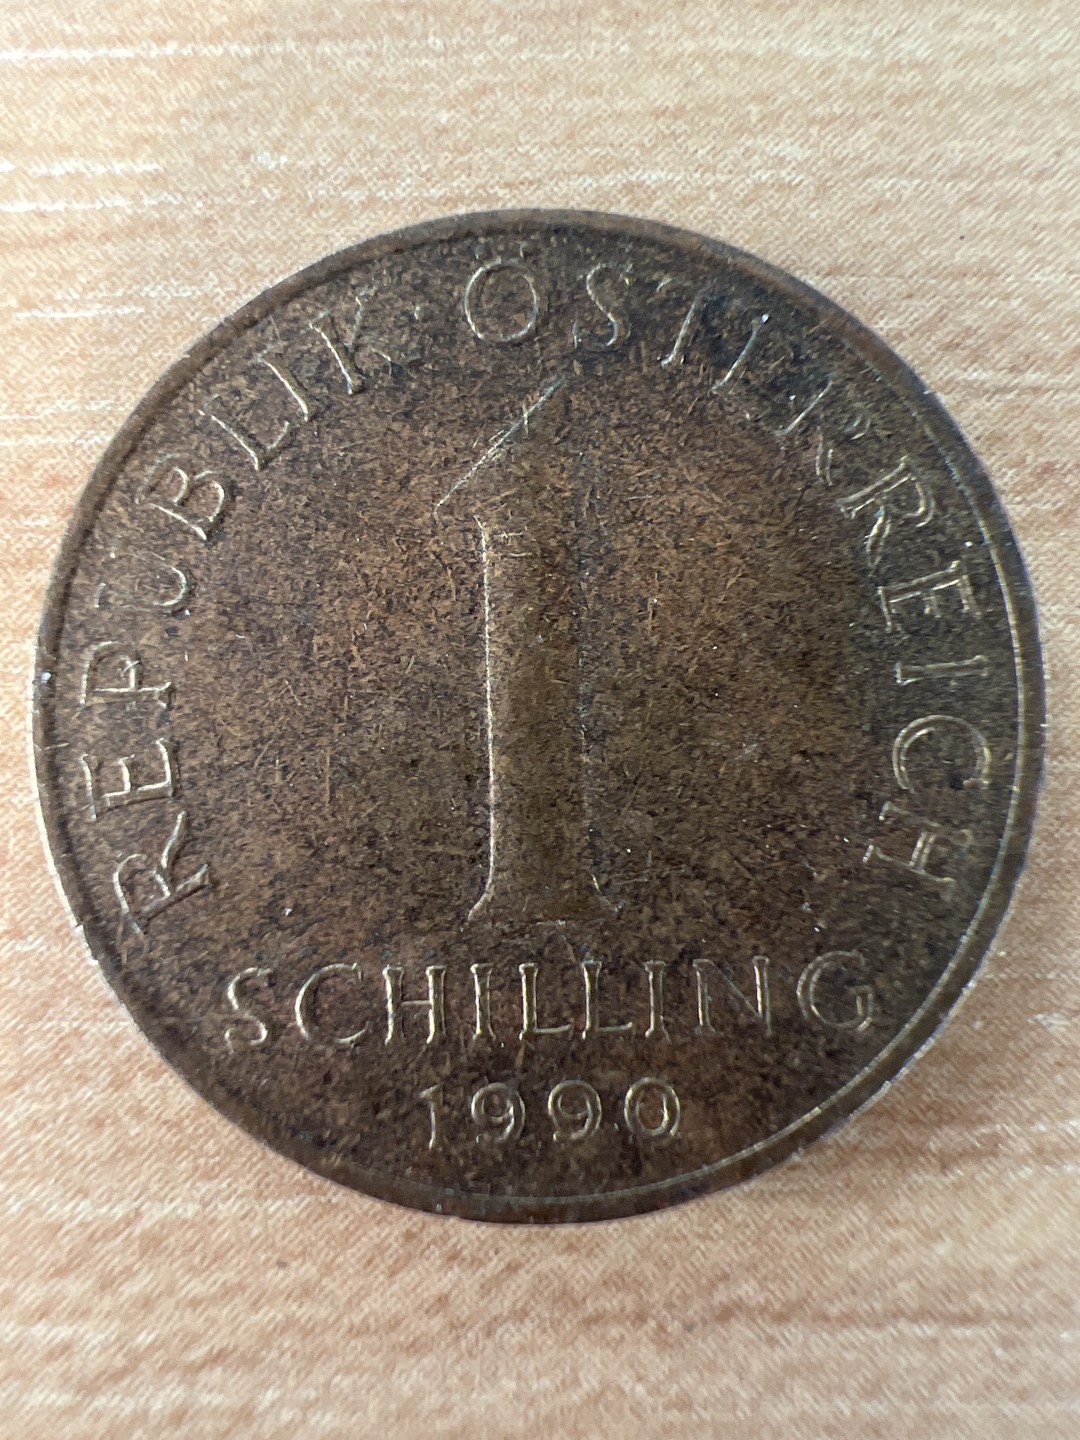 REPUBLIK · ÖSTERREICH
1
SCHILLING
1990